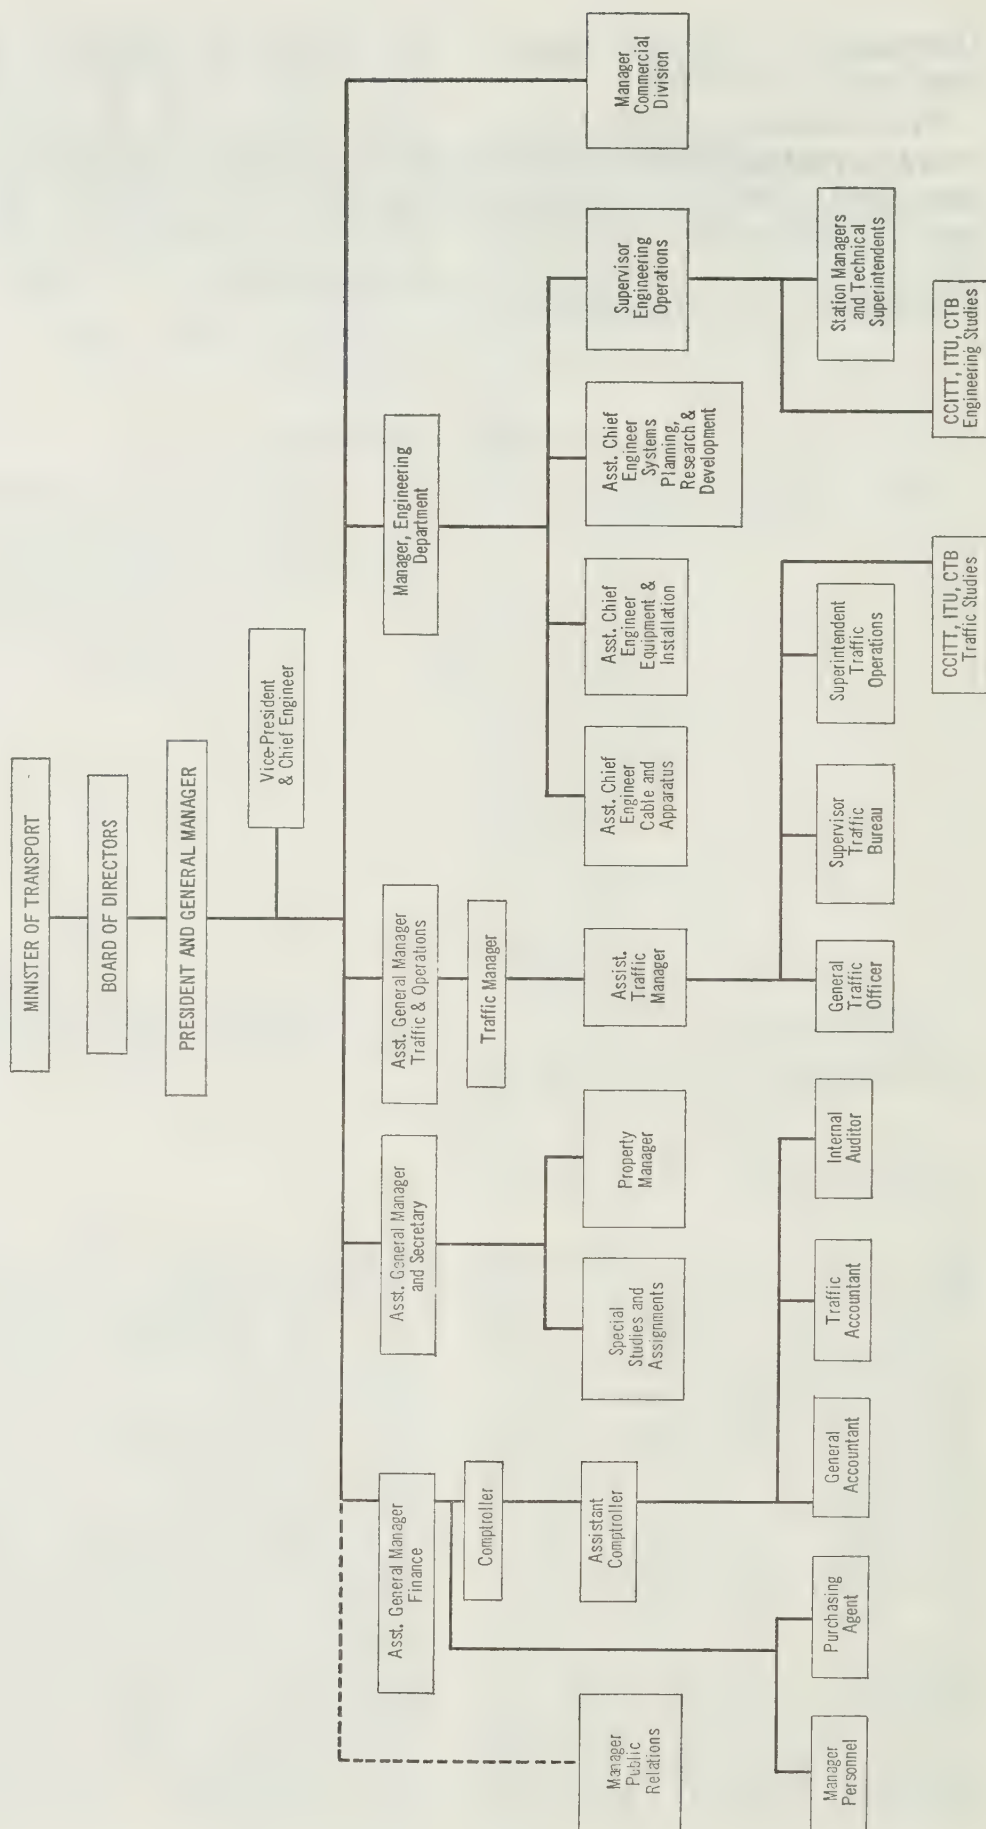 MINISTER OF TRANSPORT
BOARD OF DIRECTORS
PRESIDENT AND GENERAL MANAGER
Vice-President
& Chief Engineer
Asst. General Manager
Finance
Asst. General Manager
and Secretary
Asst. General Manager
Traffic & Operations
Manager, Engineering
Department
Comptroller
Traffic Manager
Manager
Public
Relations
Assistant
Comptroller
Special
Studies and
Assignments
Property
Manager
Assist.
Traffic
Manager
Asst. Chief
Engineer
Cable and
Apparatus
Asst. Chief
Engineer
Equipment &
Installation
Asst. Chief
Engineer
Systems
Planning,
Research &
Development
Supervisor
Engineering
Operations
Manager
Commercial
Division
Manager
Personnel
Purchasing
Agent
General
Accountant
Traffic
Accountant
Internal
Auditor
General
Traffic
Officer
Supervisor
Traffic
Bureau
Superintendent
Traffic
Operations
Station Managers
and Technical
Superintendents
CCITT, ITU, CTB
Traffic Studies
CCITT, ITU, CTB
Engineering Studies